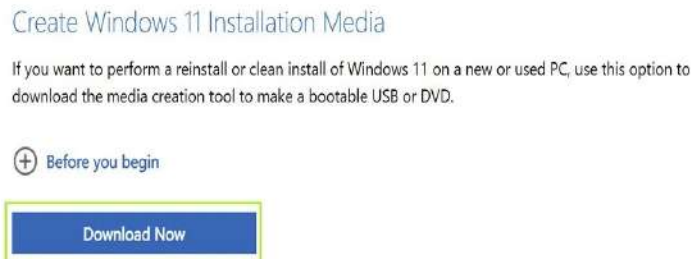 Create Windows 11 Installation Media
If you want to perform a reinstall or clean install of Windows 11 on a new or used PC, use this option to
download the media creation tool to make a bootable USB or DVD.
Before you begin
Download Now